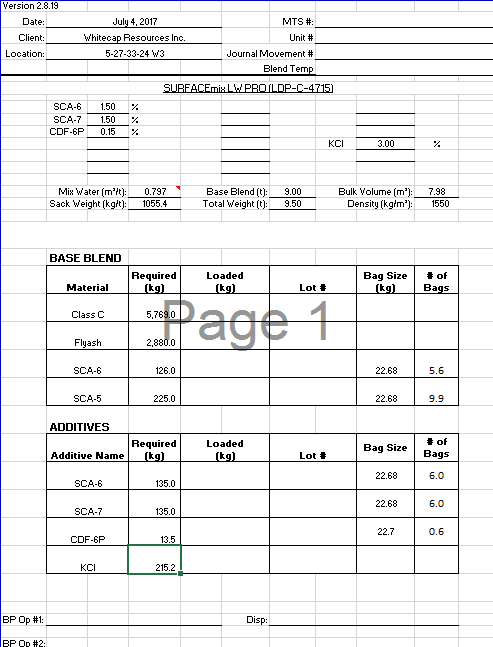 Version 2.8.19
Date: July 4, 2017 MTS #:
Client: Whitecap Resources Inc. Unit #
Location: 5-27-33-24 W3 Journal Movement #
Blend Temp
SURFACEmix LW PRO (LDP-C-4715)
SCA-6 1.50 %
SCA-7 1.50 %
CDF-6P 0.15 %
KCl 3.00 %
Mix Water (m³/t): 0.797 Base Blend (t): 9.00 Bulk Volume (m³): 7.98
Sack Weight (kg/t): 1055.4 Total Weight (t): 9.50 Density (kg/m³): 1550
BASE BLEND
Material Required (kg) Loaded (kg) Lot # Bag Size (kg) # of Bags
Class C 5,769.0
Flyash 2,880.0
SCA-6 126.0 22.68 5.6
SCA-5 225.0 22.68 9.9
Page 1
ADDITIVES
Additive Name Required (kg) Loaded (kg) Lot # Bag Size # of Bags
SCA-6 135.0 22.68 6.0
SCA-7 135.0 22.68 6.0
CDF-6P 13.5 22.7 0.6
KCl 215.2
BP Op #1: Disp:
BP Op #2: